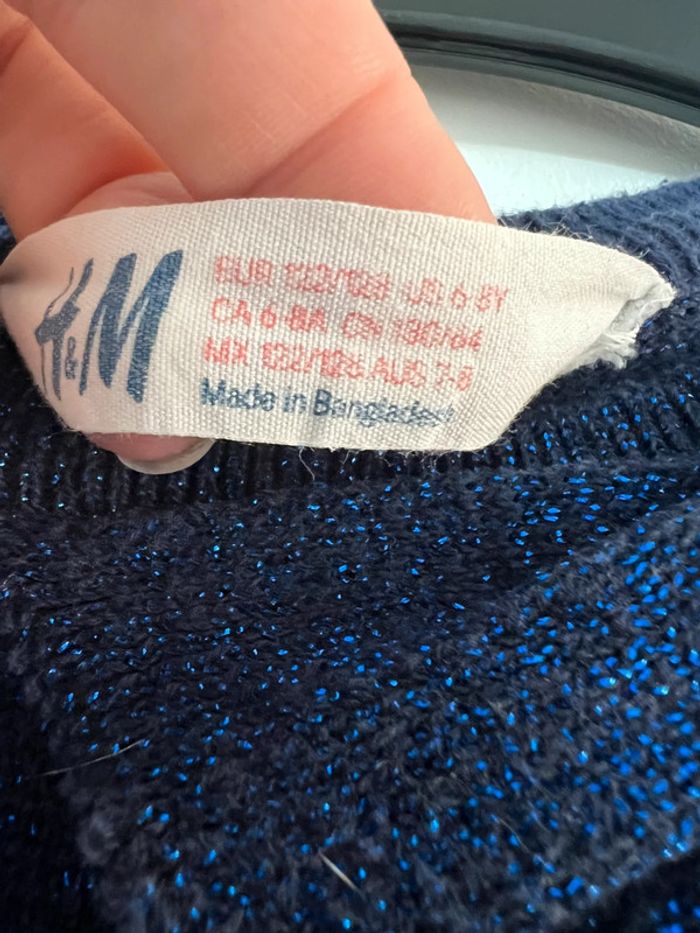 H&M
EUR 122/128 US 6-8Y
CA 6-8A CN 130/64
MX 122/128 AUS 7-8
Made in Bangladesh